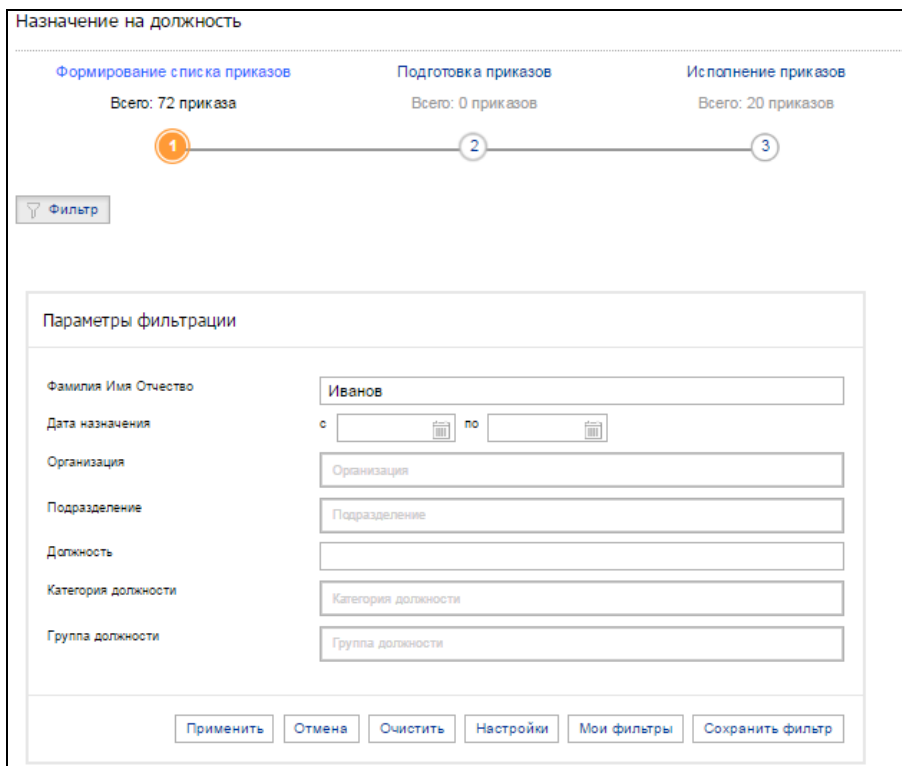 Назначение на должность
Формирование списка приказов Подготовка приказов Исполнение приказов
Всего: 72 приказа Всего: 0 приказов Всего: 20 приказов
1 2 3
Фильтр
Параметры фильтрации
Фамилия Имя Отчество Иванов
Дата назначения с по
Организация Организация
Подразделение Подразделение
Должность
Категория должности Категория должности
Группа должности Группа должности
Применить Отмена Очистить Настройки Мои фильтры Сохранить фильтр